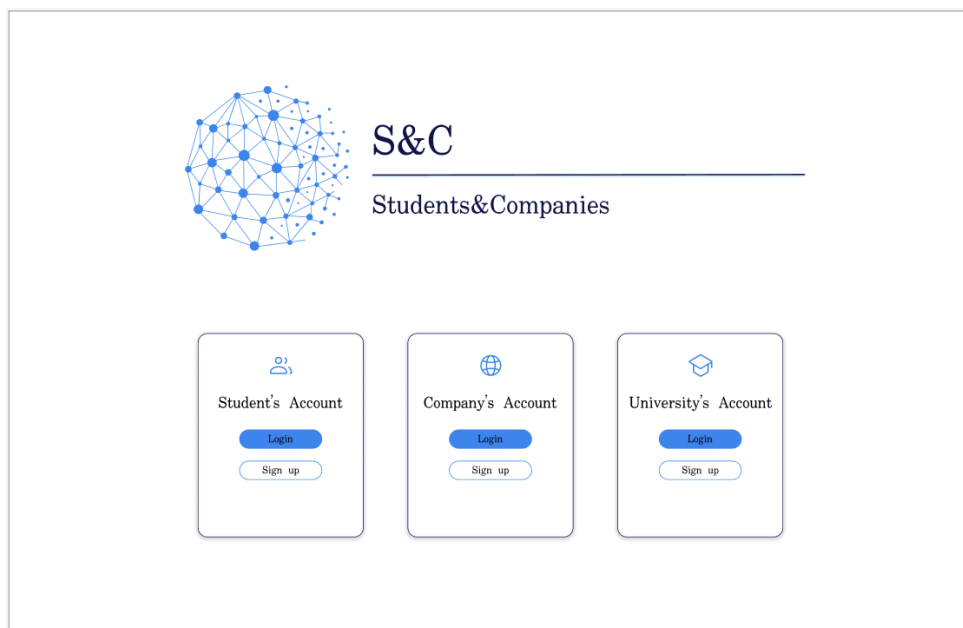 S&C
Students&Companies
Student's Account
Login
Sign up
Company's Account
Login
Sign up
University's Account
Login
Sign up